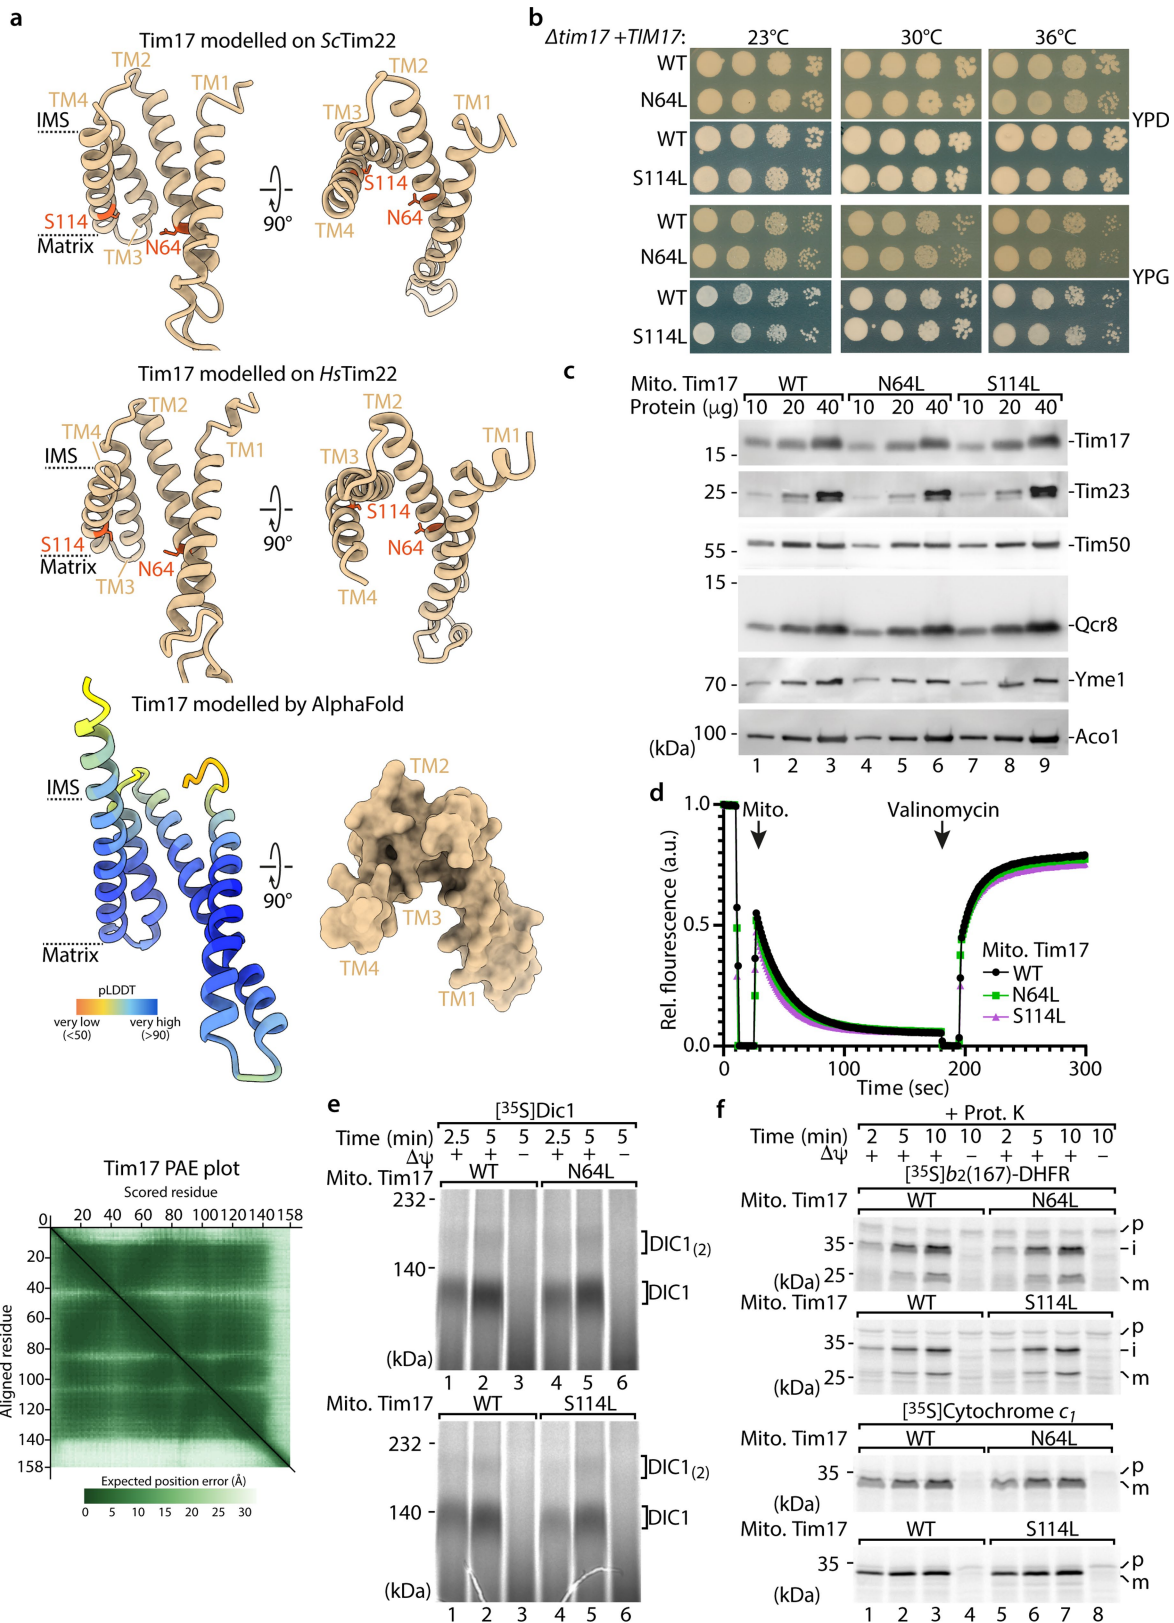 a
Tim17 modelled on ScTim22
TM2
TM1
TM4
IMS
S114
Matrix
TM3
N64
90°
TM2
TM3
TM1
S114
N64
TM4
Tim17 modelled on HsTim22
TM2
TM4
TM1
IMS
S114
Matrix
N64
TM3
90°
TM2
TM3
TM1
S114
N64
TM4
Tim17 modelled by AlphaFold
IMS
Matrix
90°
pLDDT
very low very high
(<50) (>90)
TM2
TM3
TM4
TM1
Tim17 PAE plot
Scored residue
0 20 40 60 80 100 120 140 158
20
40
60
80
100
120
140
158
Aligned residue
Expected position error (Å)
0 5 10 15 20 25 30
b
Δtim17 +TIM17: 23°C 30°C 36°C
WT
N64L
WT
S114L
YPD
WT
N64L
WT
S114L
YPG
c
Mito. Tim17 WT N64L S114L
Protein (μg) 10 20 40 10 20 40 10 20 40
15 - -Tim17
25 - -Tim23
55 - -Tim50
15 -
-Qcr8
70 - -Yme1
100 - -Aco1
(kDa)
1 2 3 4 5 6 7 8 9
d
1.0
0.5
0.0
Rel. flourescence (a.u.)
Mito.
Valinomycin
Mito. Tim17
WT
N64L
S114L
0 100 200 300
Time (sec)
e
[35S]Dic1
Time (min) 2.5 5 5 2.5 5 5
Δψ + + − + + −
Mito. Tim17 WT N64L
232 -
DIC1(2)
140 -
DIC1
(kDa)
1 2 3 4 5 6
Mito. Tim17 WT S114L
232 -
DIC1(2)
140 -
DIC1
(kDa)
1 2 3 4 5 6
f
+ Prot. K
Time (min) 2 5 10 10 2 5 10 10
Δψ + + + − + + + −
[35S]b2(167)-DHFR
Mito. Tim17 WT N64L
p
35 -
i
25 -
m
(kDa)
Mito. Tim17 WT S114L
p
35 -
i
25 -
m
(kDa)
[35S]Cytochrome c1
Mito. Tim17 WT N64L
35 -
p
m
(kDa)
Mito. Tim17 WT S114L
35 -
p
m
(kDa)
1 2 3 4 5 6 7 8